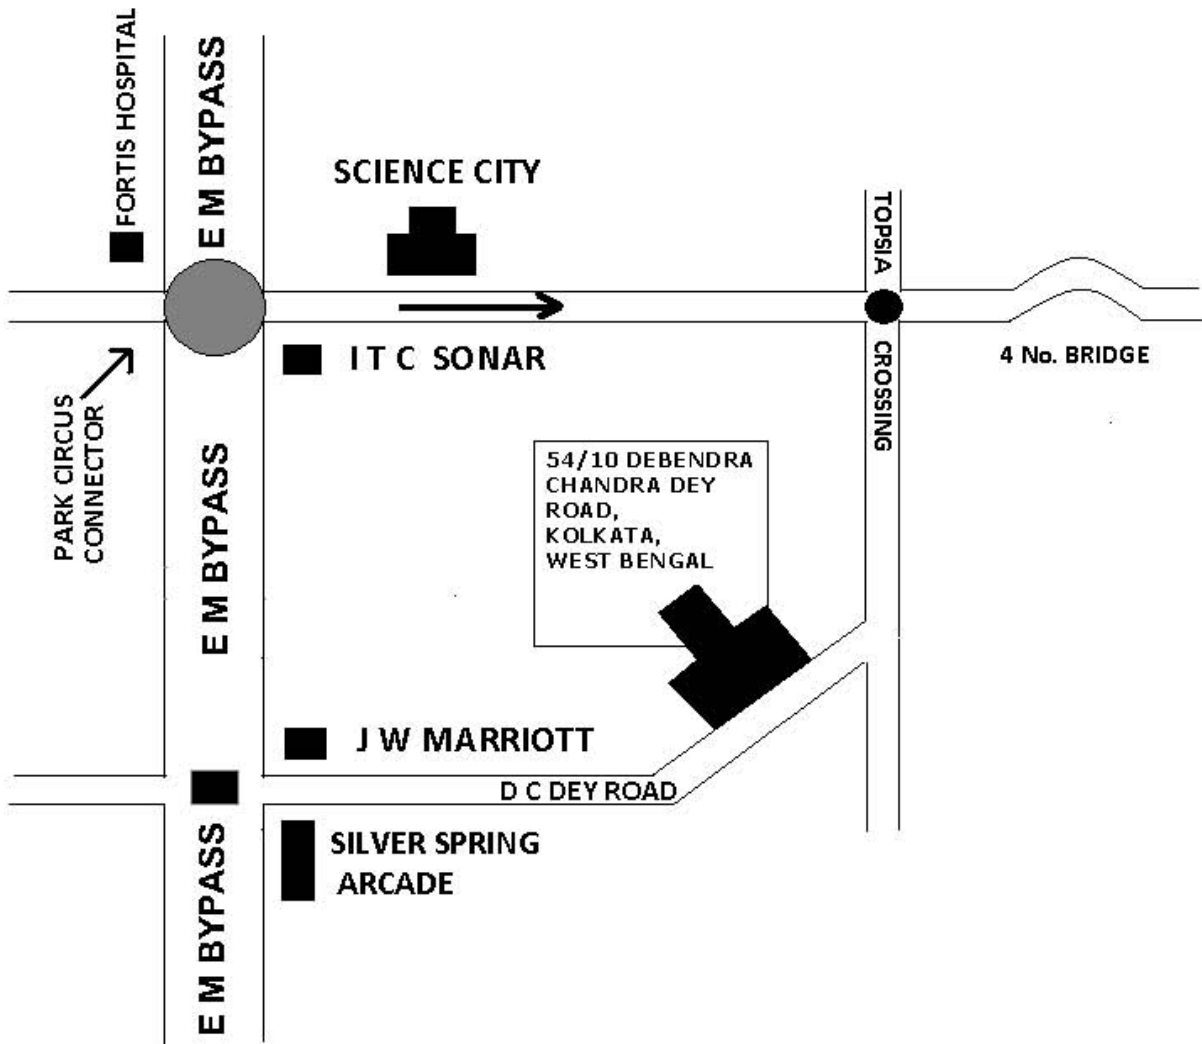 FORTIS HOSPITAL
E M BYPASS
SCIENCE CITY
TOPSIA
CROSSING
I T C SONAR
4 No. BRIDGE
PARK CIRCUS
CONNECTOR
E M BYPASS
54/10 DEBENDRA
CHANDRA DEY
ROAD,
KOLKATA,
WEST BENGAL
J W MARRIOTT
D C DEY ROAD
SILVER SPRING
ARCADE
E M BYPASS